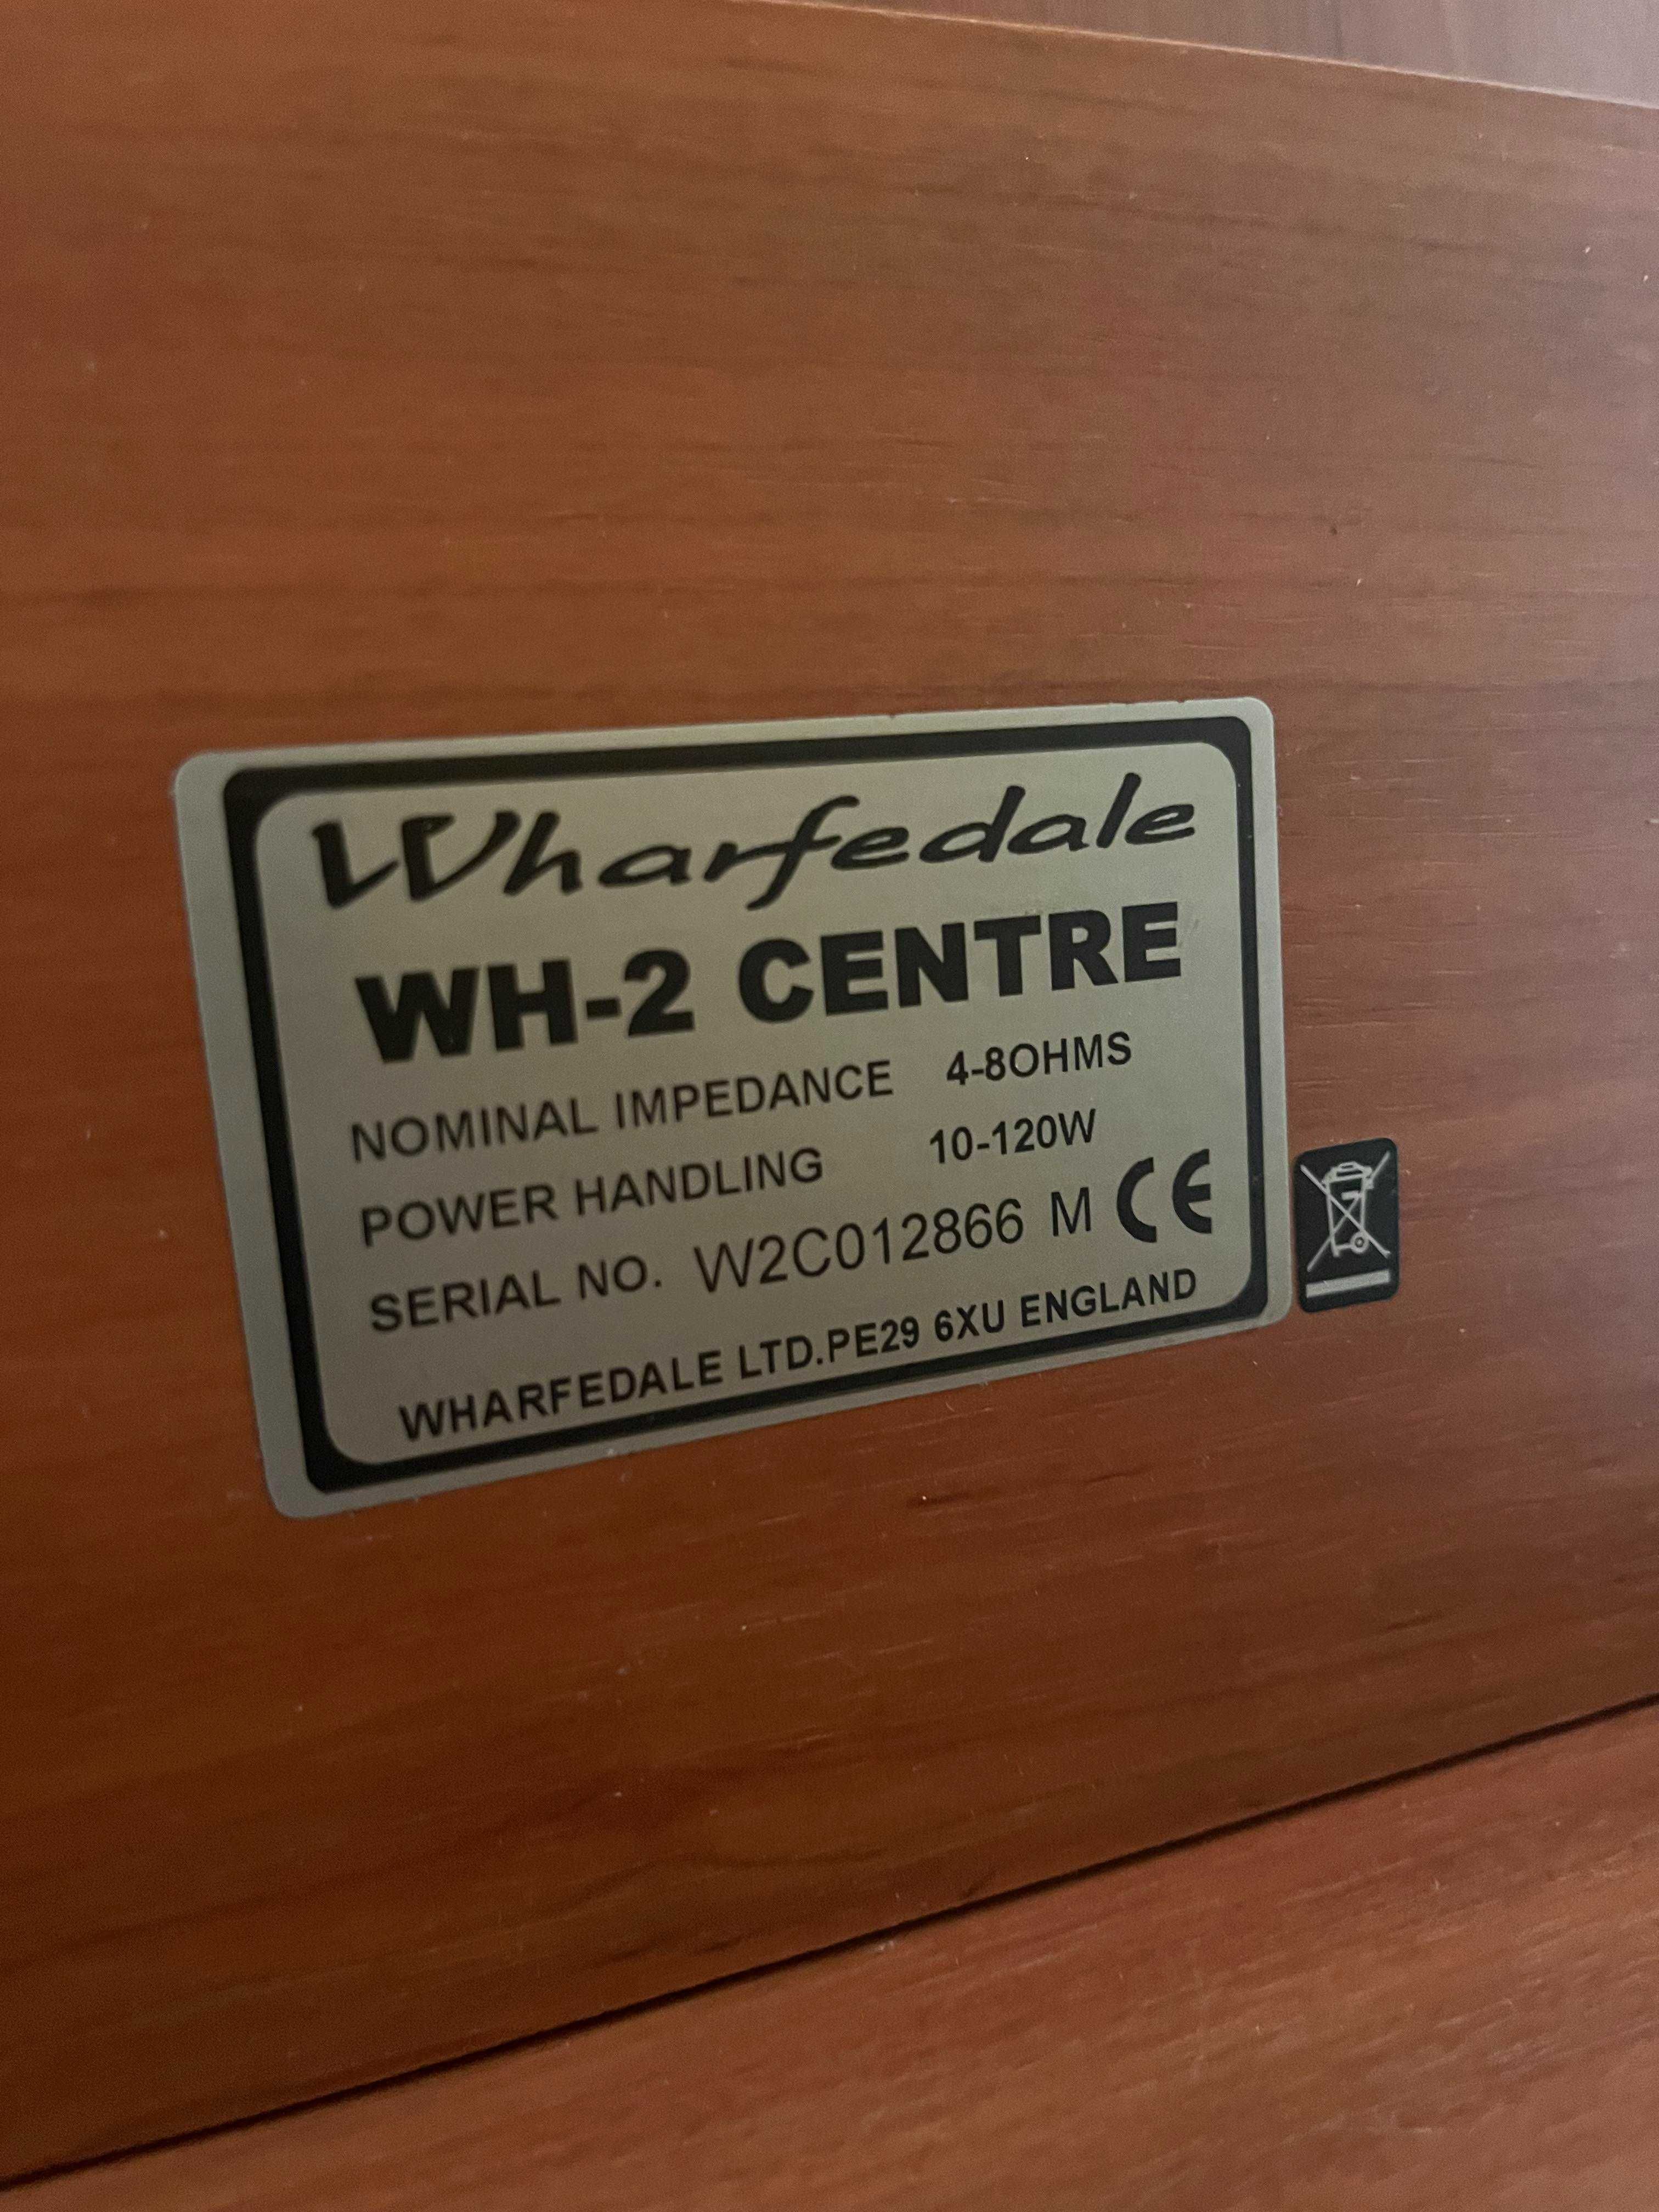 Wharfedale
WH-2 CENTRE
NOMINAL IMPEDANCE 4-8OHMS
POWER HANDLING 10-120W
SERIAL NO. W2C012866 M CE
WHARFEDALE LTD.PE29 6XU ENGLAND